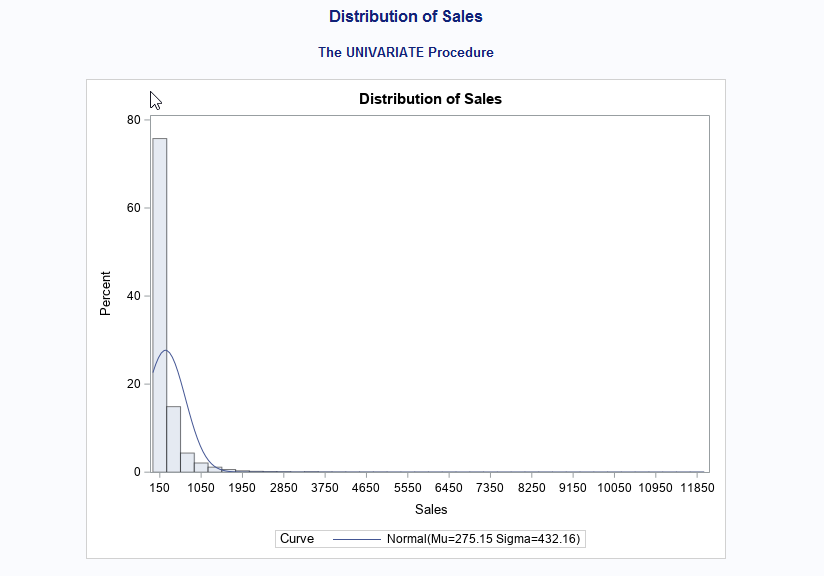 Distribution of Sales
The UNIVARIATE Procedure
Distribution of Sales
80
60
40
20
0
Percent
150 1050 1950 2850 3750 4650 5550 6450 7350 8250 9150 10050 10950 11850
Sales
Curve Normal(Mu=275.15 Sigma=432.16)